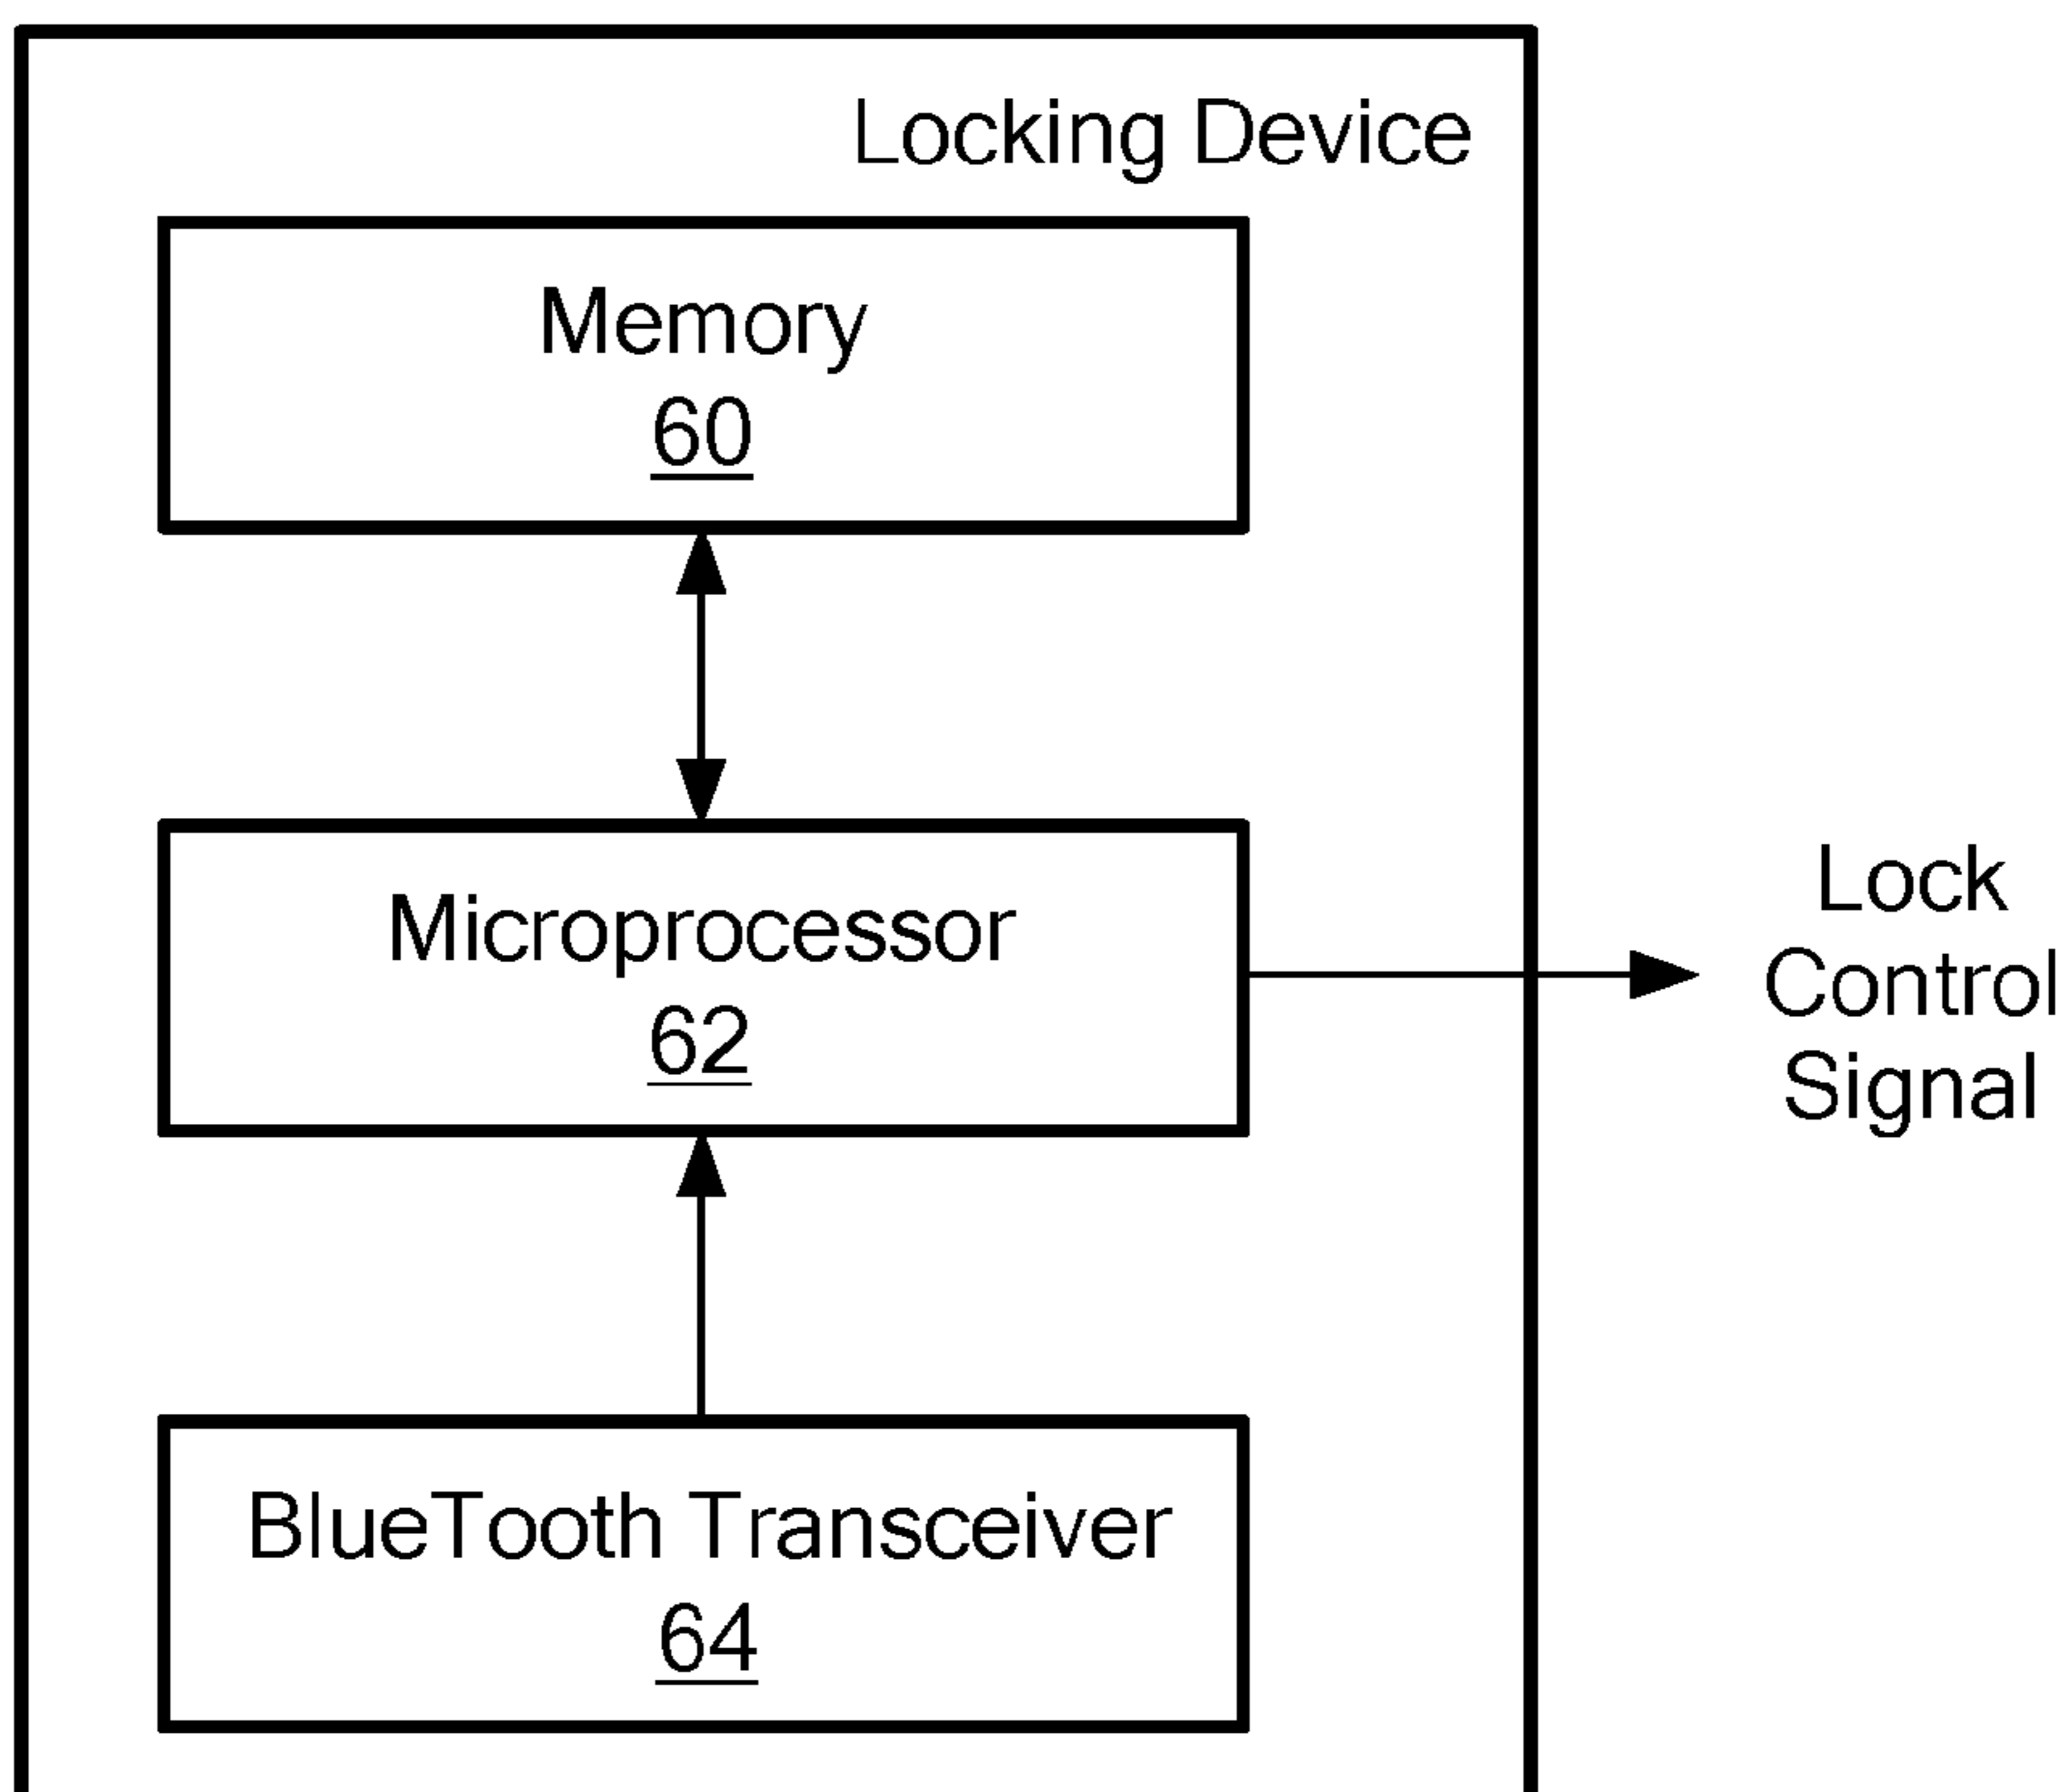 Locking Device
Memory
60
Microprocessor
62
Lock
Control
Signal
BlueTooth Transceiver
64